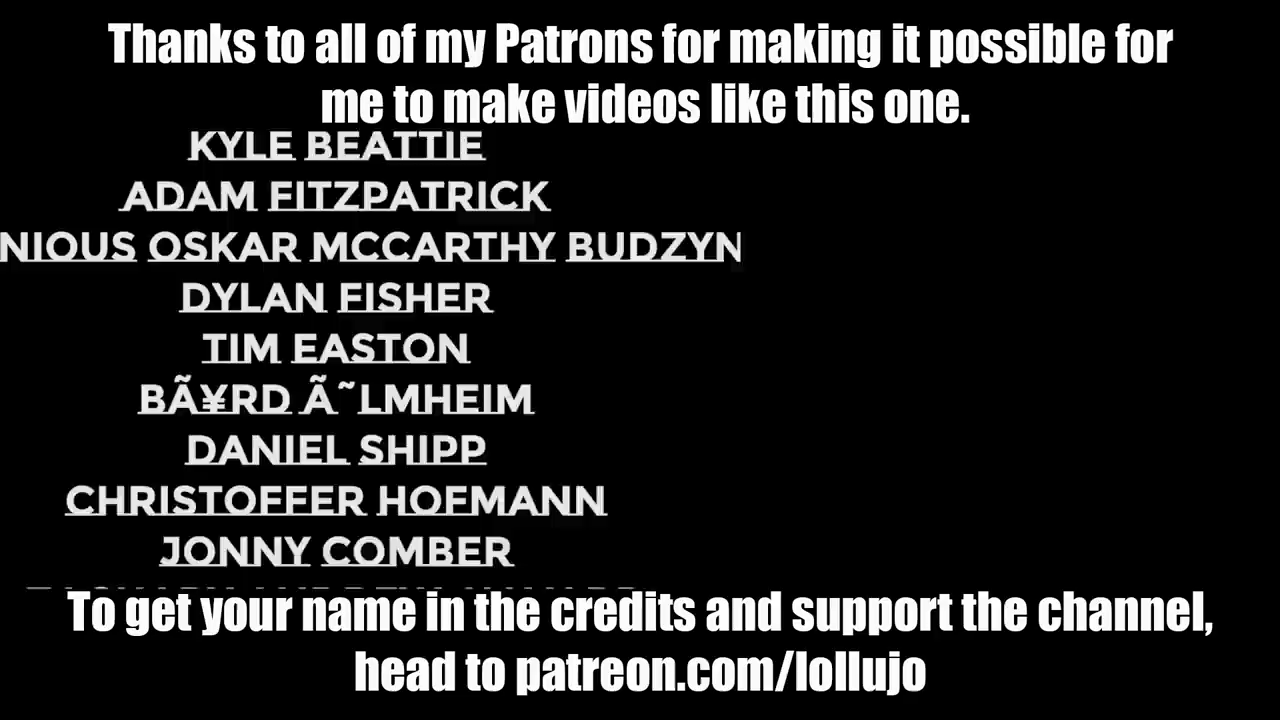 Thanks to all of my Patrons for making it possible for
me to make videos like this one.
KYLE BEATTIE
ADAM FITZPATRICK
NIOUS OSKAR MCCARTHY BUDZYN
DYLAN FISHER
TIM EASTON
BÃ¥RD Ã˜LMHEIM
DANIEL SHIPP
CHRISTOFFER HOFMANN
JONNY COMBER
To get your name in the credits and support the channel,
head to patreon.com/lollujo